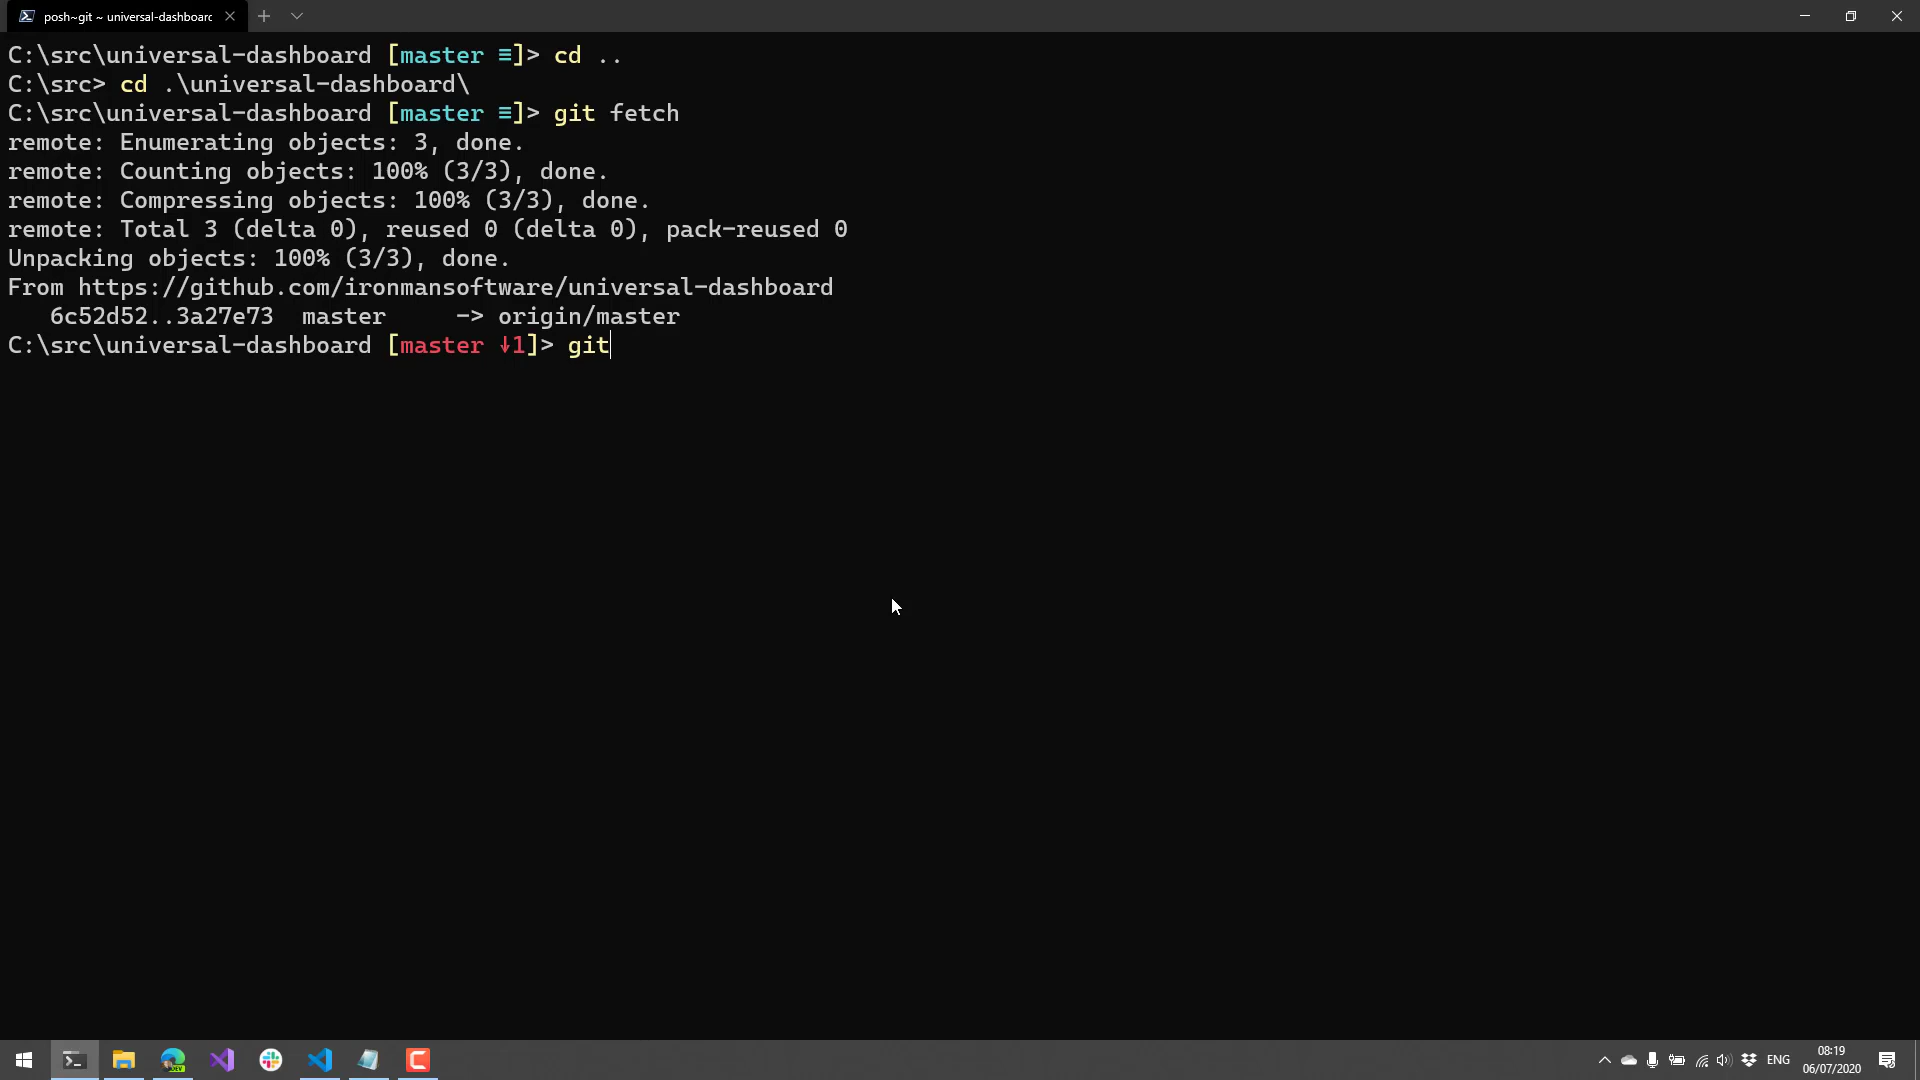 posh~git ~ universal-dashboard
C:\src\universal-dashboard [master ≡]> cd ..
C:\src> cd .\universal-dashboard\
C:\src\universal-dashboard [master ≡]> git fetch
remote: Enumerating objects: 3, done.
remote: Counting objects: 100% (3/3), done.
remote: Compressing objects: 100% (3/3), done.
remote: Total 3 (delta 0), reused 0 (delta 0), pack-reused 0
Unpacking objects: 100% (3/3), done.
From https://github.com/ironmansoftware/universal-dashboard
   6c52d52..3a27e73  master     -> origin/master
C:\src\universal-dashboard [master ↓1]> git
DEV
ENG
08:19
06/07/2020